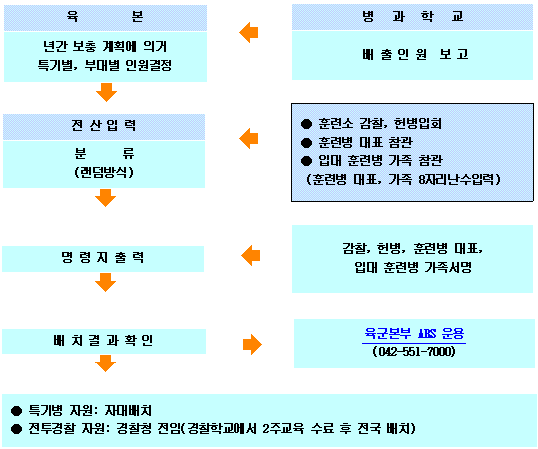 육 본
병 과 학 교
년간 보충 계획에 의거
특기별, 부대별 인원결정
배 출 인 원 보 고
전 산 입 력
분 류
(랜덤방식)
● 훈련소 감찰, 헌병입회
● 훈련병 대표 참관
● 입대 훈련병 가족 참관
(훈련병 대표, 가족 8자리난수입력)
명 령 지 출 력
감찰, 헌병, 훈련병 대표,
입대 훈련병 가족서명
배 치 결 과 확 인
육군본부 ARS 운용
(042-551-7000)
● 특기병 자원: 자대배치
● 전투경찰 자원: 경찰청 전임(경찰학교에서 2주교육 수료 후 전국 배치)